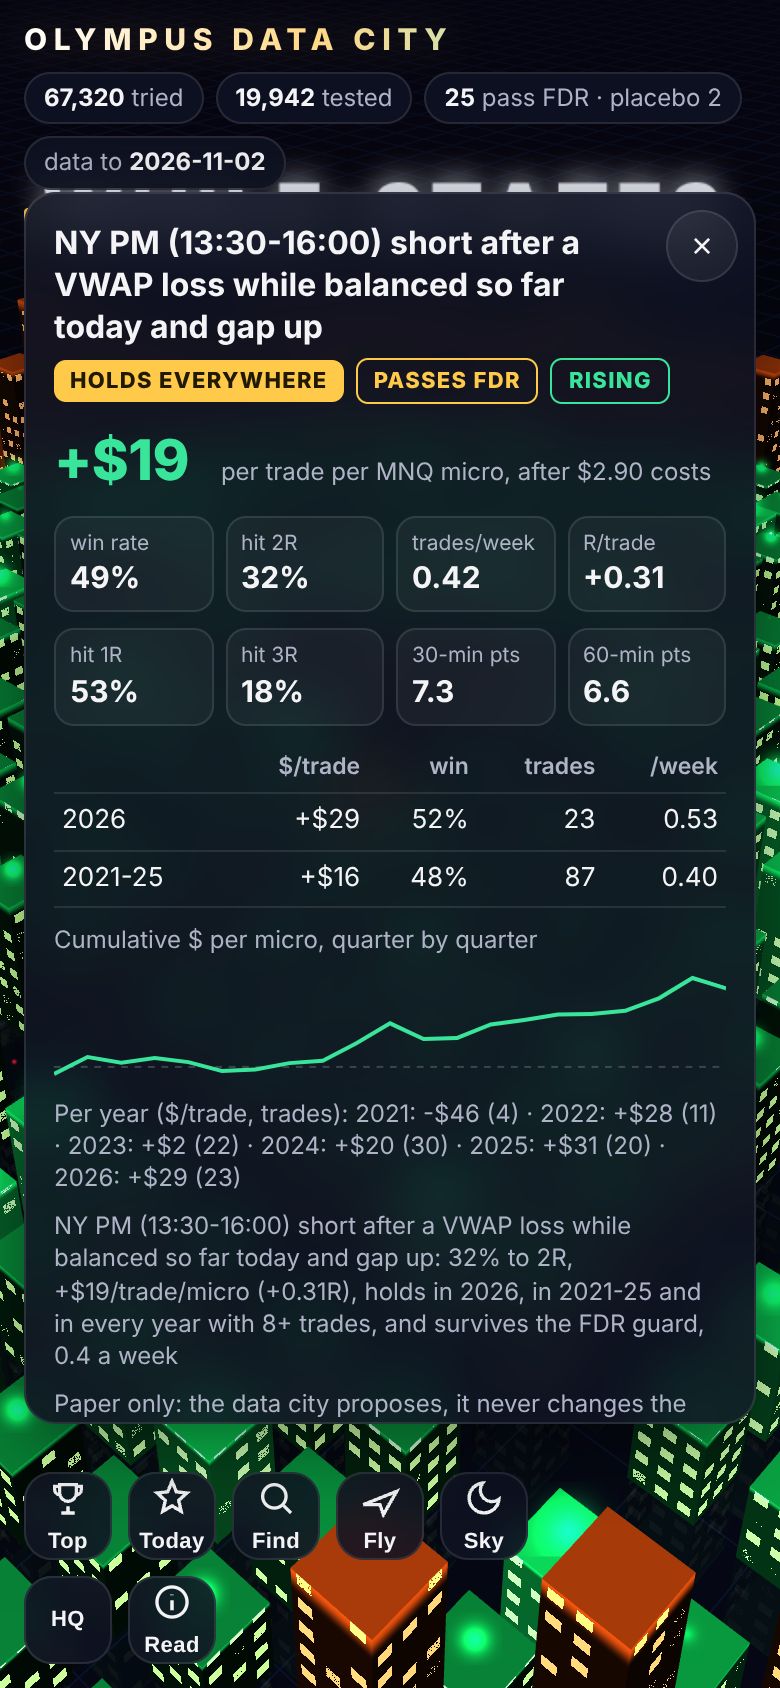 OLYMPUS DATA CITY
67,320 tried
19,942 tested
25 pass FDR · placebo 2
data to 2026-11-02
NY PM (13:30-16:00) short after a
VWAP loss while balanced so far
today and gap up
×
HOLDS EVERYWHERE
PASSES FDR
RISING
+$19 per trade per MNQ micro, after $2.90 costs
win rate
49%
hit 2R
32%
trades/week
0.42
R/trade
+0.31
hit 1R
53%
hit 3R
18%
30-min pts
7.3
60-min pts
6.6
$/trade win trades /week
2026 +$29 52% 23 0.53
2021-25 +$16 48% 87 0.40
Cumulative $ per micro, quarter by quarter
Per year ($/trade, trades): 2021: -$46 (4) · 2022: +$28 (11)
· 2023: +$2 (22) · 2024: +$20 (30) · 2025: +$31 (20) ·
2026: +$29 (23)
NY PM (13:30-16:00) short after a VWAP loss while
balanced so far today and gap up: 32% to 2R,
+$19/trade/micro (+0.31R), holds in 2026, in 2021-25 and
in every year with 8+ trades, and survives the FDR guard,
0.4 a week
Paper only: the data city proposes, it never changes the
Top
Today
Find
Fly
Sky
HQ
Read